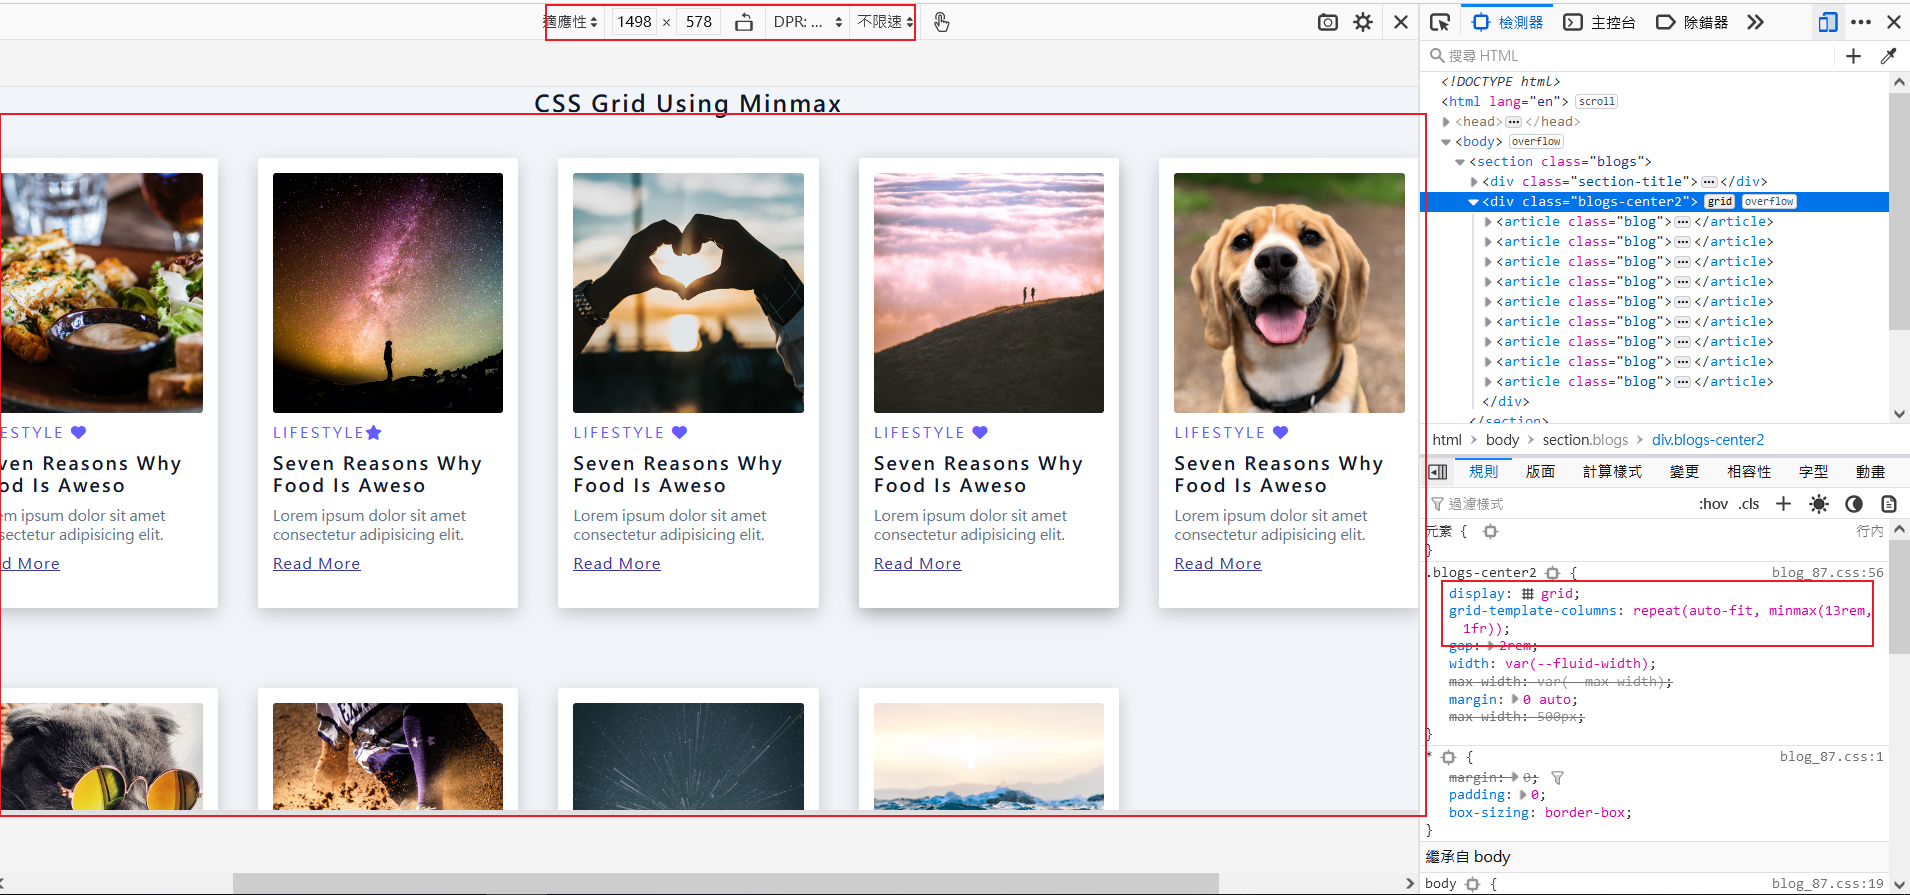 適應性 1498 × 578 DPR: ... 不限速
檢測器 主控台 除錯器
搜尋 HTML
CSS Grid Using Minmax
ESTYLE
LIFESTYLE
LIFESTYLE
LIFESTYLE
LIFESTYLE
ven Reasons Why
od Is Aweso
Seven Reasons Why
Food Is Aweso
Seven Reasons Why
Food Is Aweso
Seven Reasons Why
Food Is Aweso
Seven Reasons Why
Food Is Aweso
em ipsum dolor sit amet
sectetur adipisicing elit.
Lorem ipsum dolor sit amet
consectetur adipisicing elit.
Lorem ipsum dolor sit amet
consectetur adipisicing elit.
Lorem ipsum dolor sit amet
consectetur adipisicing elit.
Lorem ipsum dolor sit amet
consectetur adipisicing elit.
d More
Read More
Read More
Read More
Read More
<!DOCTYPE html>
<html lang="en"> scroll
<head> ••• </head>
<body> overflow
<section class="blogs">
<div class="section-title"> ••• </div>
<div class="blogs-center2"> grid overflow
<article class="blog"> ••• </article>
<article class="blog"> ••• </article>
<article class="blog"> ••• </article>
<article class="blog"> ••• </article>
<article class="blog"> ••• </article>
<article class="blog"> ••• </article>
<article class="blog"> ••• </article>
<article class="blog"> ••• </article>
<article class="blog"> ••• </article>
</div>
</section>
html > body > section.blogs > div.blogs-center2
規則 版面 計算樣式 變更 相容性 字型 動畫
過濾樣式 :hov .cls
元素 { 行內
}
.blogs-center2 { blog_87.css:56
display: grid;
grid-template-columns: repeat(auto-fit, minmax(13rem,
1fr));
gap: 2rem;
width: var(--fluid-width);
max-width: var(--max-width);
margin: 0 auto;
max-width: 500px;
}
* { blog_87.css:1
margin: 0;
padding: 0;
box-sizing: border-box;
}
繼承自 body
body { blog_87.css:19